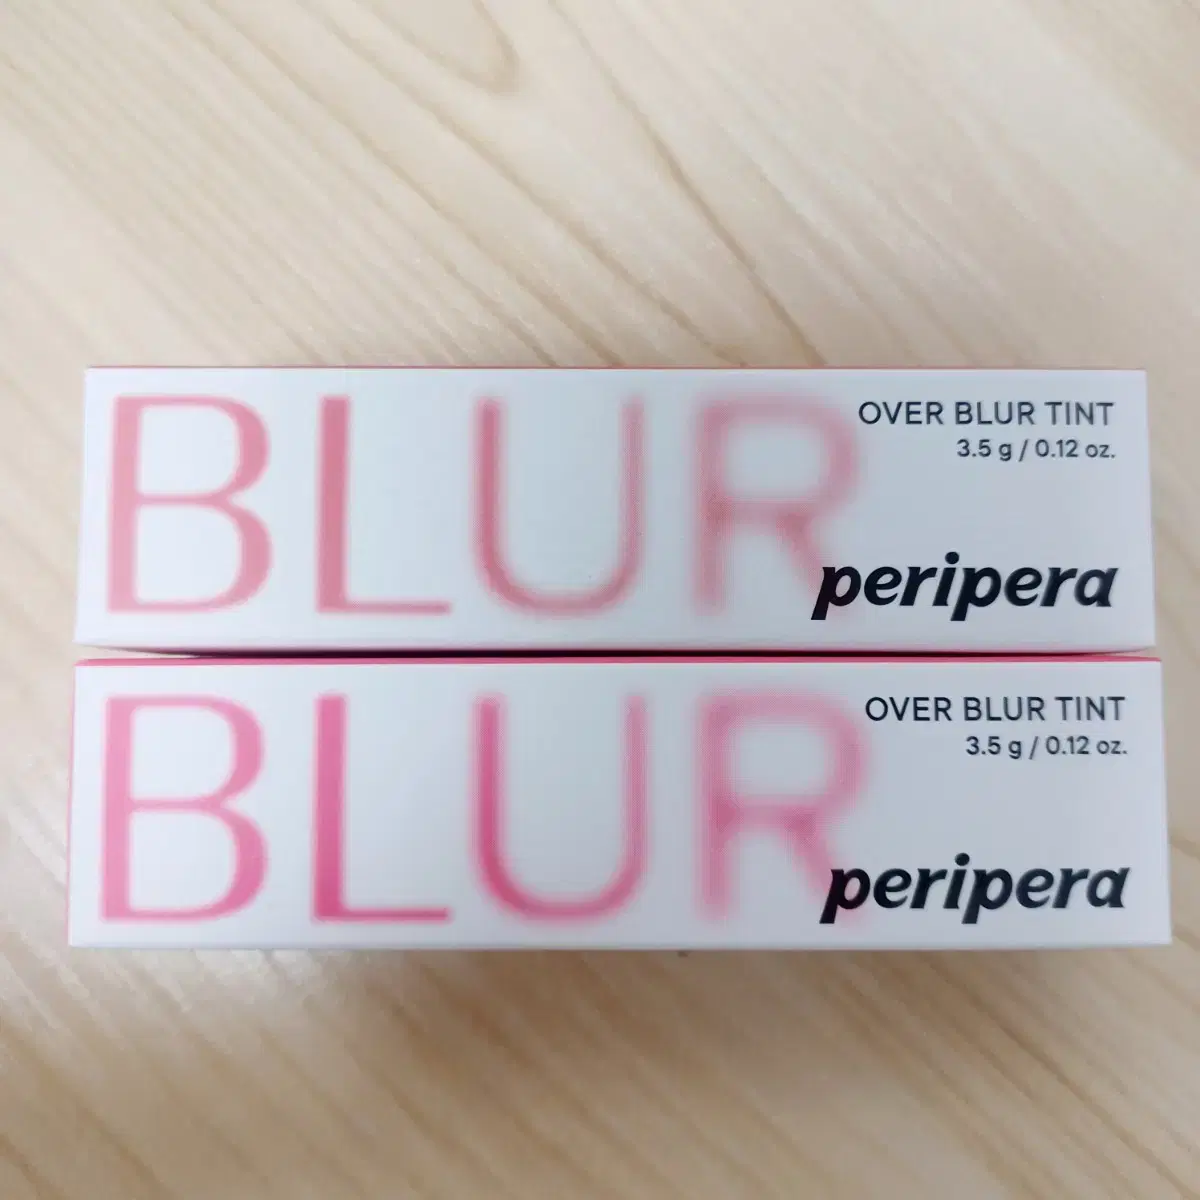 BLUR
OVER BLUR TINT
3.5 g / 0.12 oz.
peripera
BLUR
OVER BLUR TINT
3.5 g / 0.12 oz.
peripera